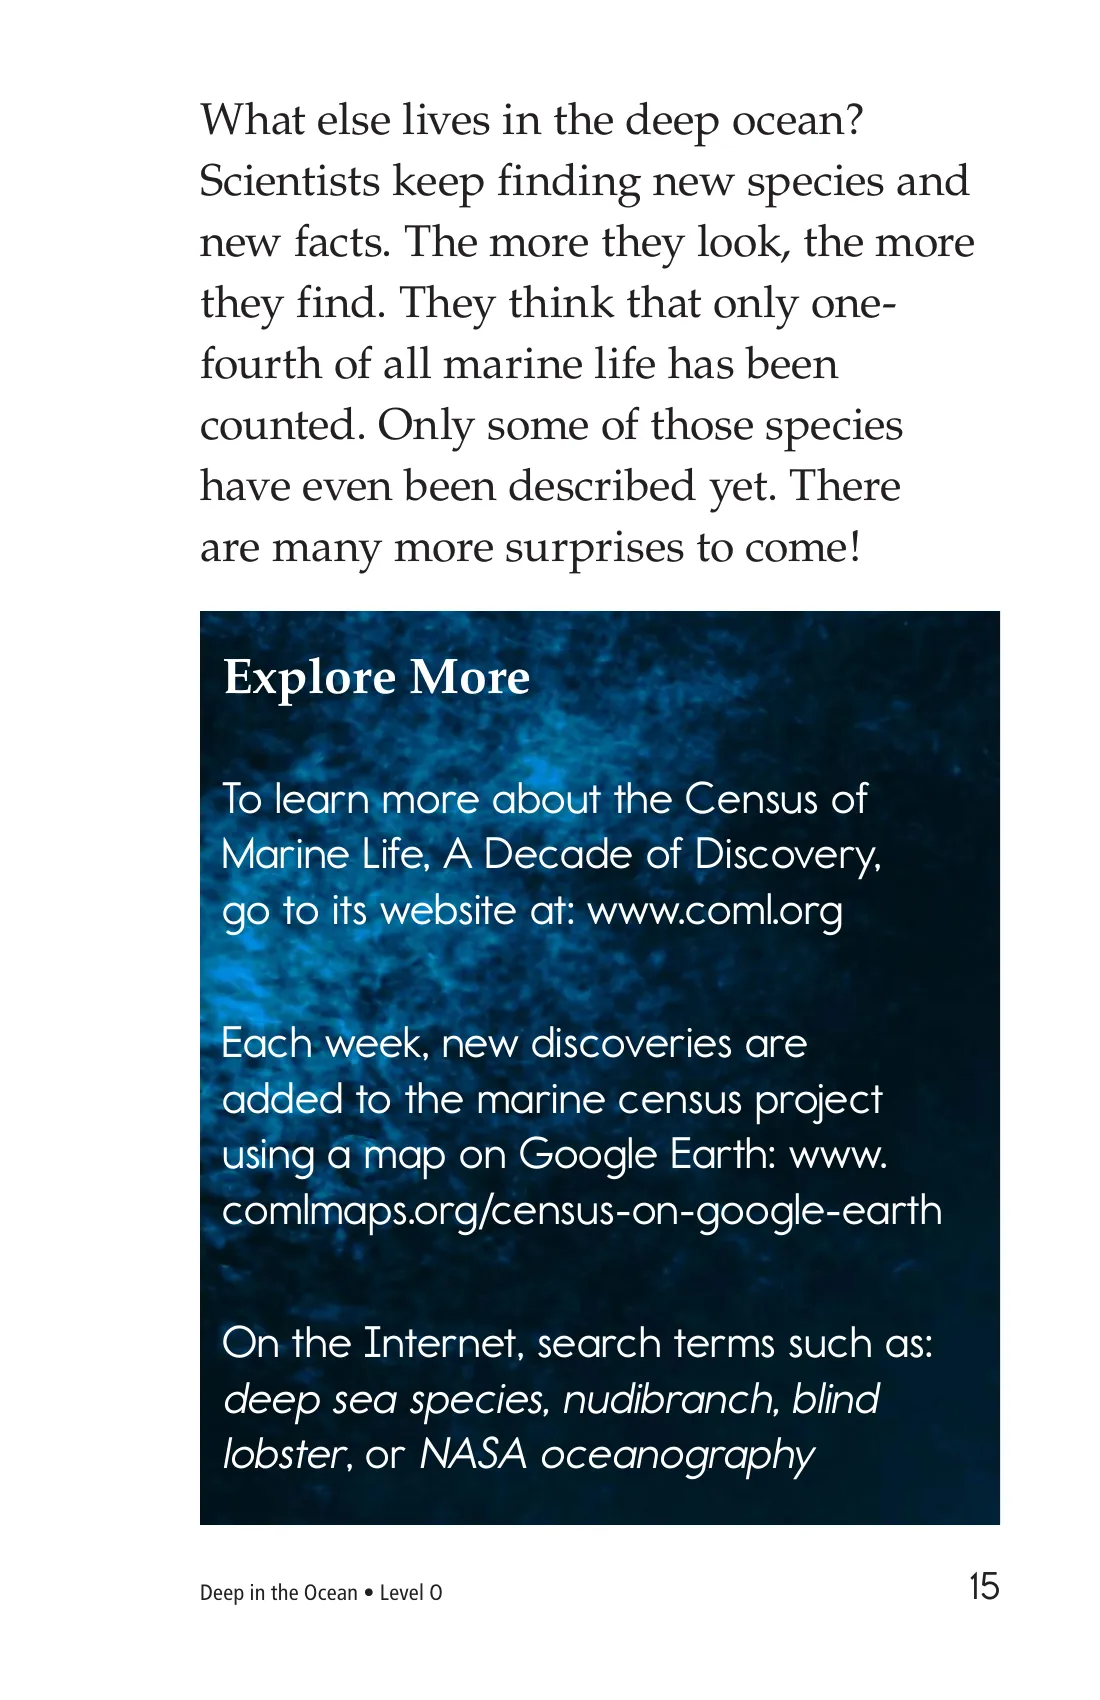 What else lives in the deep ocean?
Scientists keep finding new species and
new facts. The more they look, the more
they find. They think that only one-
fourth of all marine life has been
counted. Only some of those species
have even been described yet. There
are many more surprises to come!
Explore More
To learn more about the Census of
Marine Life, A Decade of Discovery,
go to its website at: www.coml.org
Each week, new discoveries are
added to the marine census project
using a map on Google Earth: www.
comlmaps.org/census-on-google-earth
On the Internet, search terms such as:
deep sea species, nudibranch, blind
lobster, or NASA oceanography
Deep in the Ocean • Level O
15